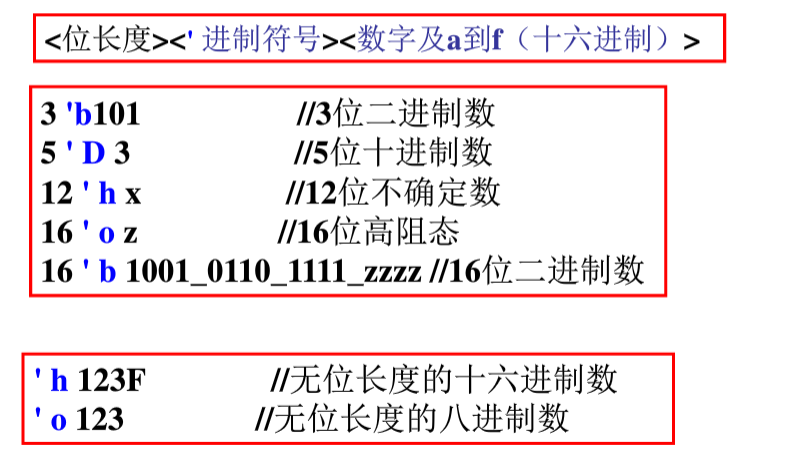 <位长度><' 进制符号><数字及a到f（十六进制）>
3 'b101 //3位二进制数
5 ' D 3 //5位十进制数
12 ' h x //12位不确定数
16 ' o z //16位高阻态
16 ' b 1001_0110_1111_zzzz //16位二进制数
' h 123F //无位长度的十六进制数
' o 123 //无位长度的八进制数